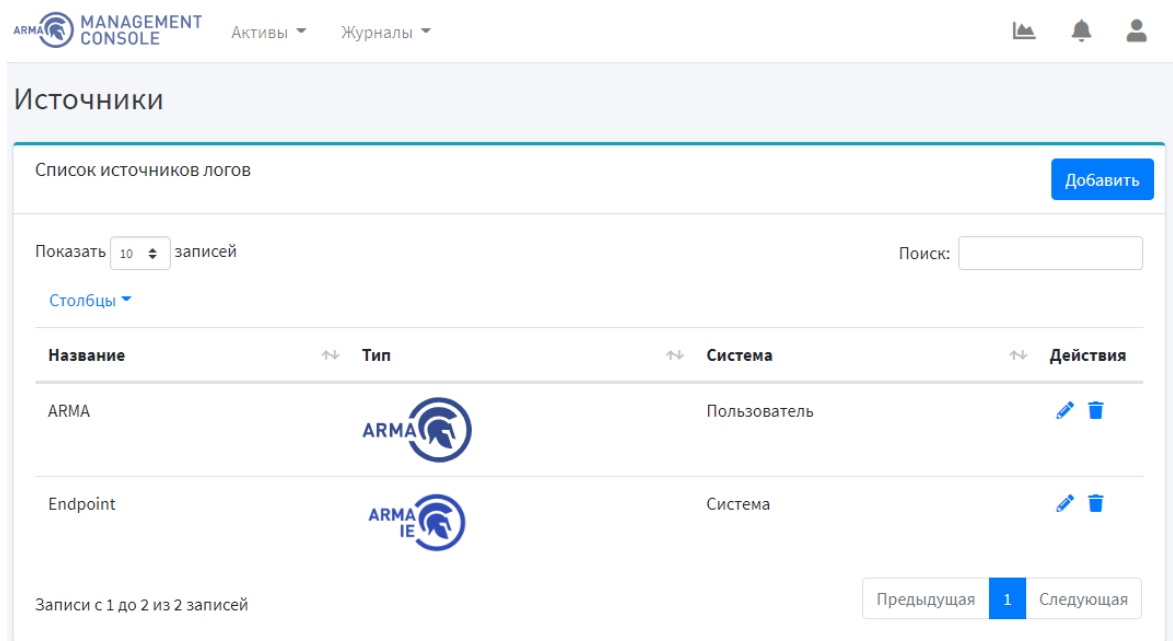 ARMA MANAGEMENT CONSOLE Активы Журналы
Источники
Список источников логов Добавить
Показать 10 записей Поиск:
Столбцы
Название Тип Система Действия
ARMA ARMA Пользователь
Endpoint ARMA IE Система
Записи с 1 до 2 из 2 записей Предыдущая 1 Следующая